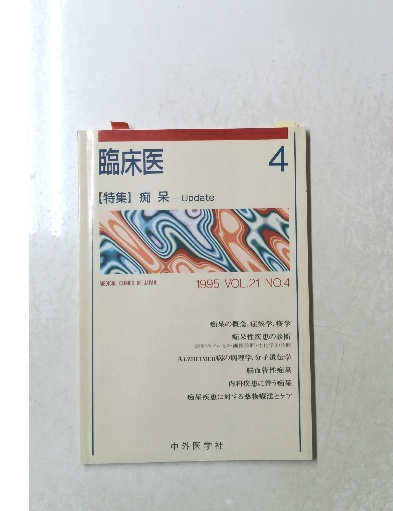 臨床医 4
【特集】 痴 呆 — Update
MEDICAL CLINICS OF JAPAN 1995 VOL.21 NO.4
痴呆の概念, 症候学, 疫学
痴呆性疾患の診断
ALZHEIMER病の病理学, 分子遺伝学
脳血管性痴呆
内科疾患に伴う痴呆
痴呆疾患に対する薬物療法とケア
中外医学社